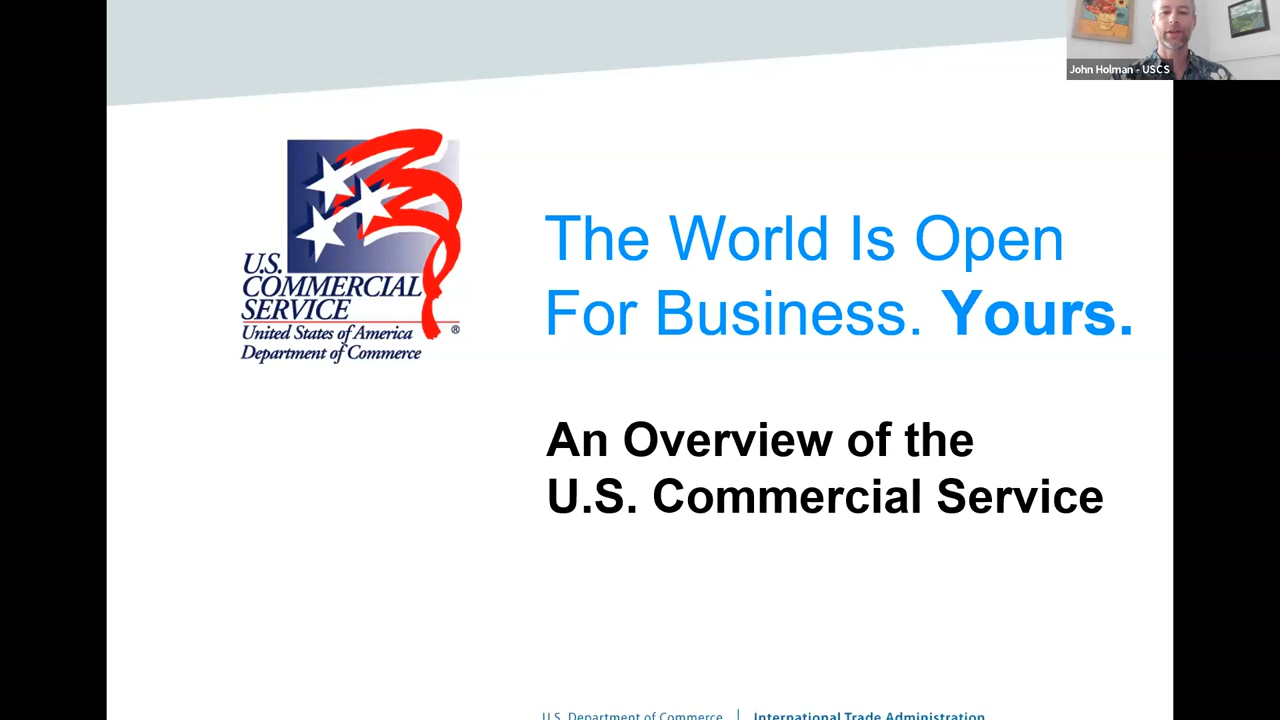 John Holman - USCS
U.S.
COMMERCIAL
SERVICE
United States of America
Department of Commerce
®
The World Is Open
For Business. Yours.
An Overview of the
U.S. Commercial Service
U.S. Department of Commerce | International Trade Administration